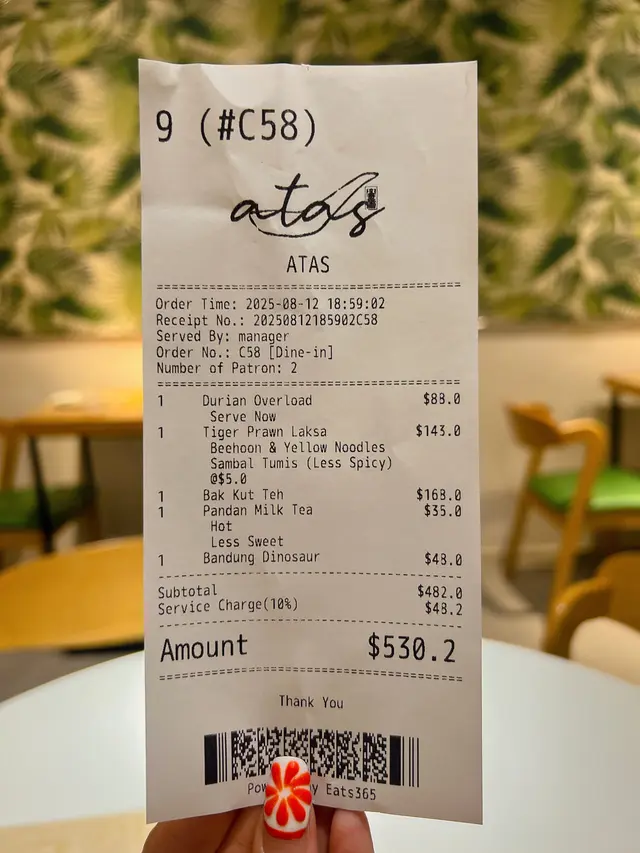 9 (#C58)
atas
ATAS
Order Time: 2025-08-12 18:59:02
Receipt No.: 20250812185902C58
Served By: manager
Order No.: C58 [Dine-in]
Number of Patron: 2
1 Durian Overload $88.0
Serve Now
1 Tiger Prawn Laksa $143.0
Beehoon & Yellow Noodles
Sambal Tumis (Less Spicy)
@$5.0
1 Bak Kut Teh $168.0
1 Pandan Milk Tea $35.0
Hot
Less Sweet
1 Bandung Dinosaur $48.0
Subtotal $482.0
Service Charge(10%) $48.2
Amount $530.2
Thank You
Eats365